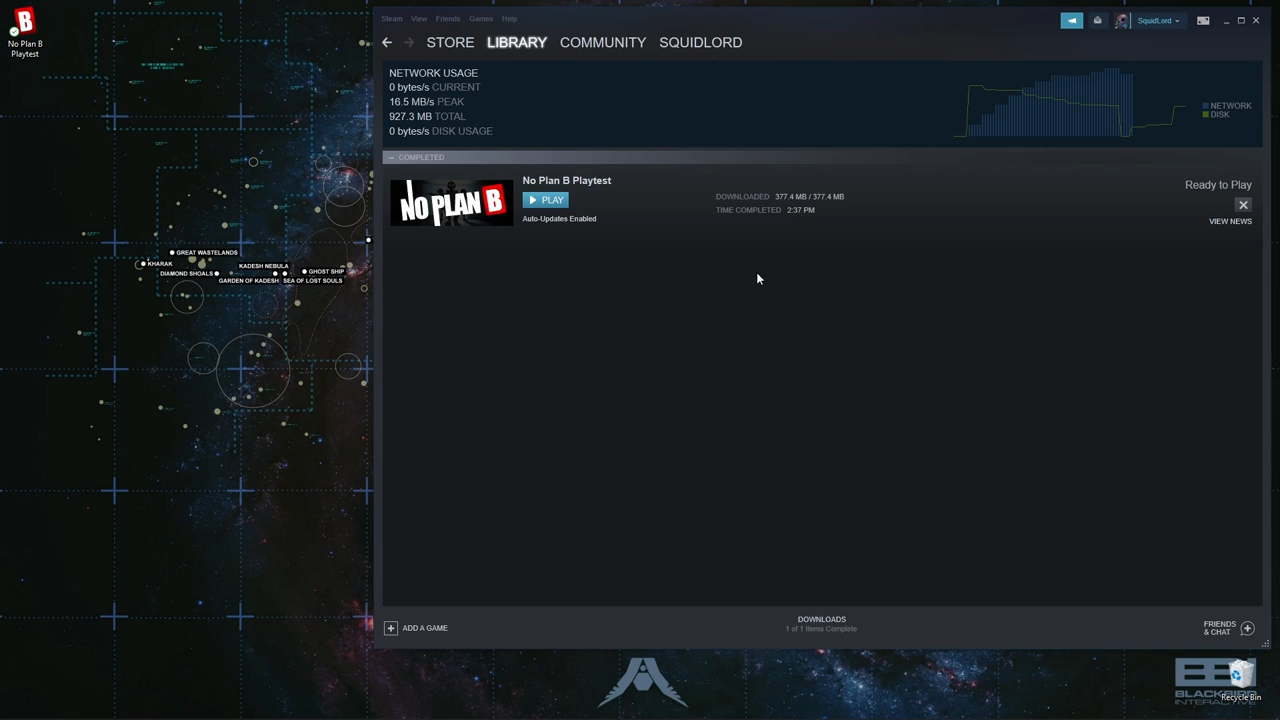 B
No Plan B
Playtest
Steam View Friends Games Help
SquidLord
STORE LIBRARY COMMUNITY SQUIDLORD
NETWORK USAGE
0 bytes/s CURRENT
16.5 MB/s PEAK
927.3 MB TOTAL
0 bytes/s DISK USAGE
NETWORK
DISK
COMPLETED
NO PLAN B
No Plan B Playtest
PLAY
Auto-Updates Enabled
DOWNLOADED 377.4 MB / 377.4 MB
TIME COMPLETED 2:37 PM
Ready to Play
VIEW NEWS
GREAT WASTELANDS
KHARAK
KADESH NEBULA
DIAMOND SHOALS
GHOST SHIP
GARDEN OF KADESH
SEA OF LOST SOULS
ADD A GAME
DOWNLOADS
1 of 1 Items Complete
FRIENDS
& CHAT
BLACKBIRD
INTERACTIVE
Recycle Bin